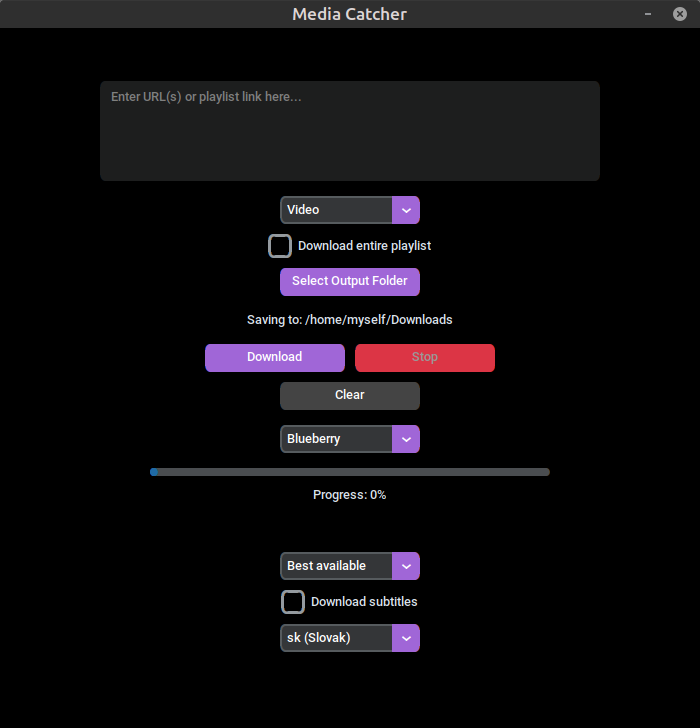 Media Catcher
Enter URL(s) or playlist link here...
Video
Download entire playlist
Select Output Folder
Saving to: /home/myself/Downloads
Download
Stop
Clear
Blueberry
Progress: 0%
Best available
Download subtitles
sk (Slovak)